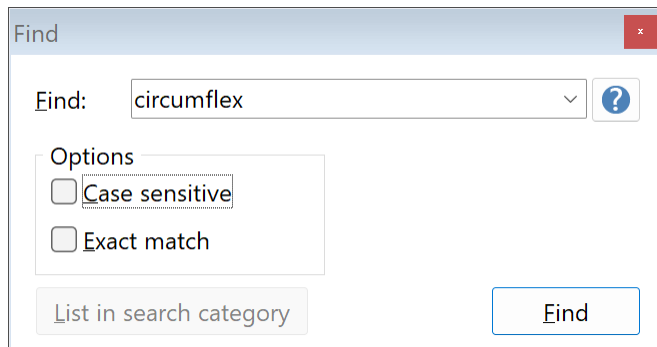 Find
x
Find: circumflex ?
Options
Case sensitive
Exact match
List in search category Find